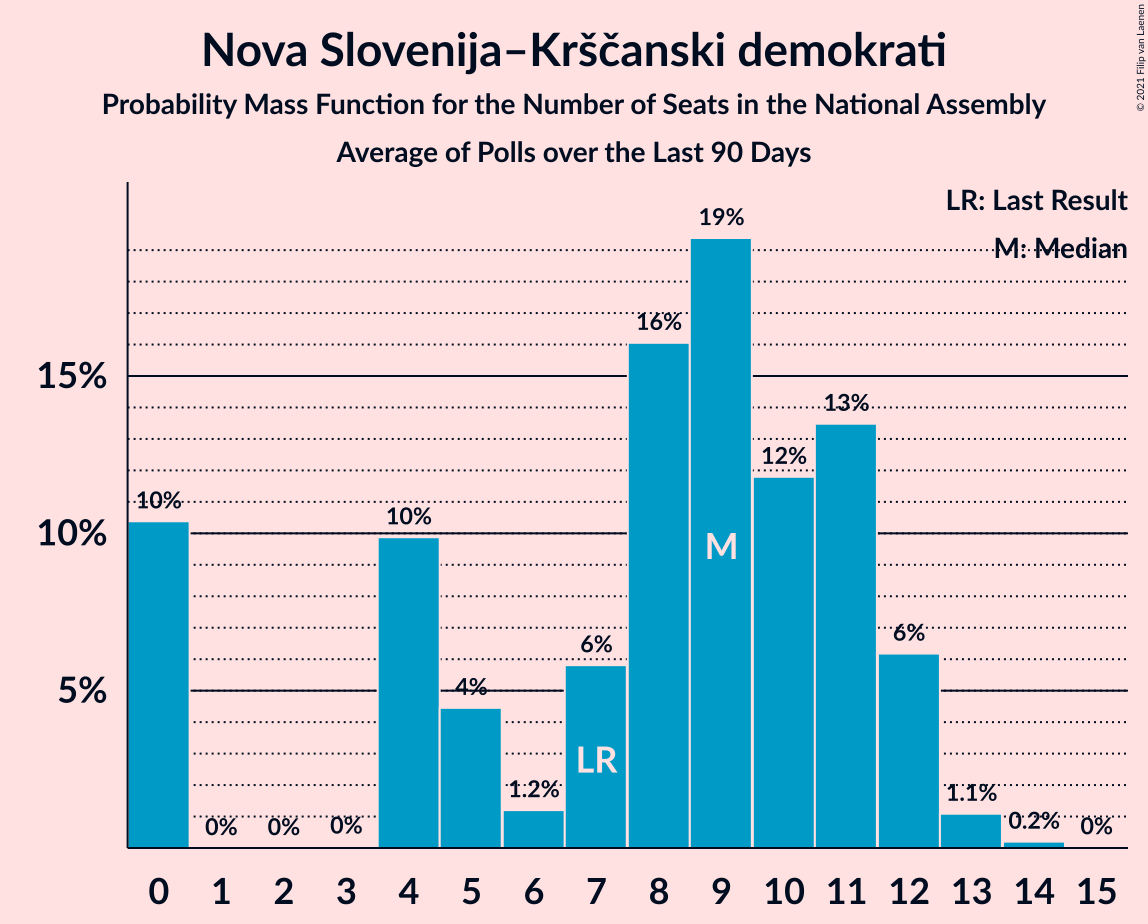 Nova Slovenija–Krščanski demokrati
Probability Mass Function for the Number of Seats in the National Assembly
Average of Polls over the Last 90 Days
© 2021 Filip van Laenen
LR: Last Result
M: Median
19%
16%
15%
13%
12%
10%
10%
10%
M
6%
6%
5%
4%
LR
1.2%
1.1%
0.2%
0%
0%
0%
0%
0 1 2 3 4 5 6 7 8 9 10 11 12 13 14 15